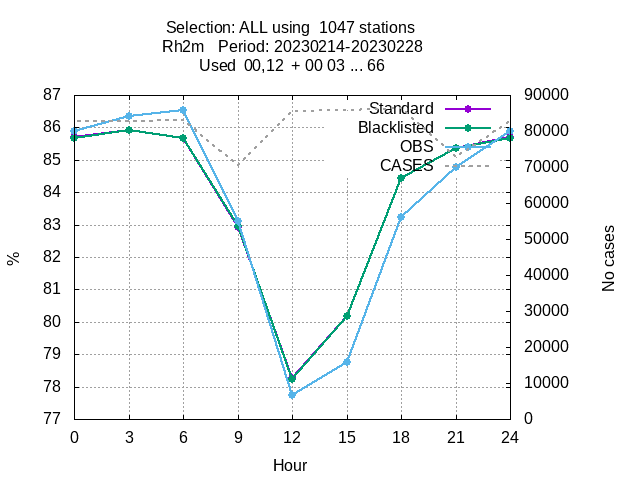 Selection: ALL using  1047 stations
Rh2m   Period: 20230214-20230228
Used  00,12  + 00 03 ... 66
87 90000
Standard
86 80000
Blacklisted
OBS
85 70000
CASES
84 60000
83 50000
82 40000
81 30000
80
79 20000
78 10000
77 0
%
No cases
0 3 6 9 12 15 18 21 24
Hour